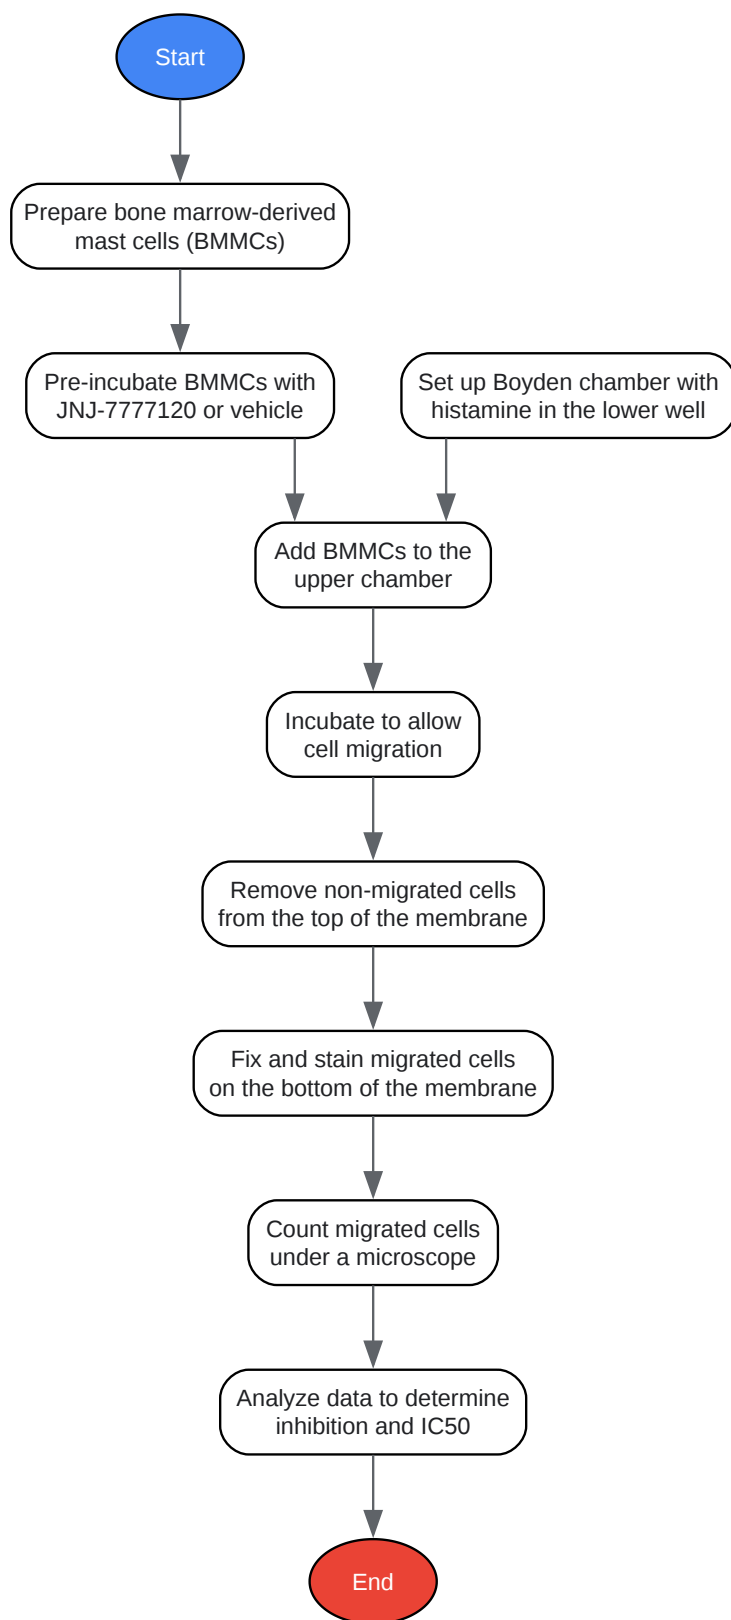 Start
Prepare bone marrow-derived
mast cells (BMMCs)
Pre-incubate BMMCs with
JNJ-7777120 or vehicle
Set up Boyden chamber with
histamine in the lower well
Add BMMCs to the
upper chamber
Incubate to allow
cell migration
Remove non-migrated cells
from the top of the membrane
Fix and stain migrated cells
on the bottom of the membrane
Count migrated cells
under a microscope
Analyze data to determine
inhibition and IC50
End